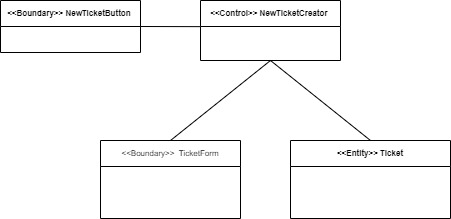 <<Boundary>> NewTicketButton
<<Control>> NewTicketCreator
<<Boundary>> TicketForm
<<Entity>> Ticket